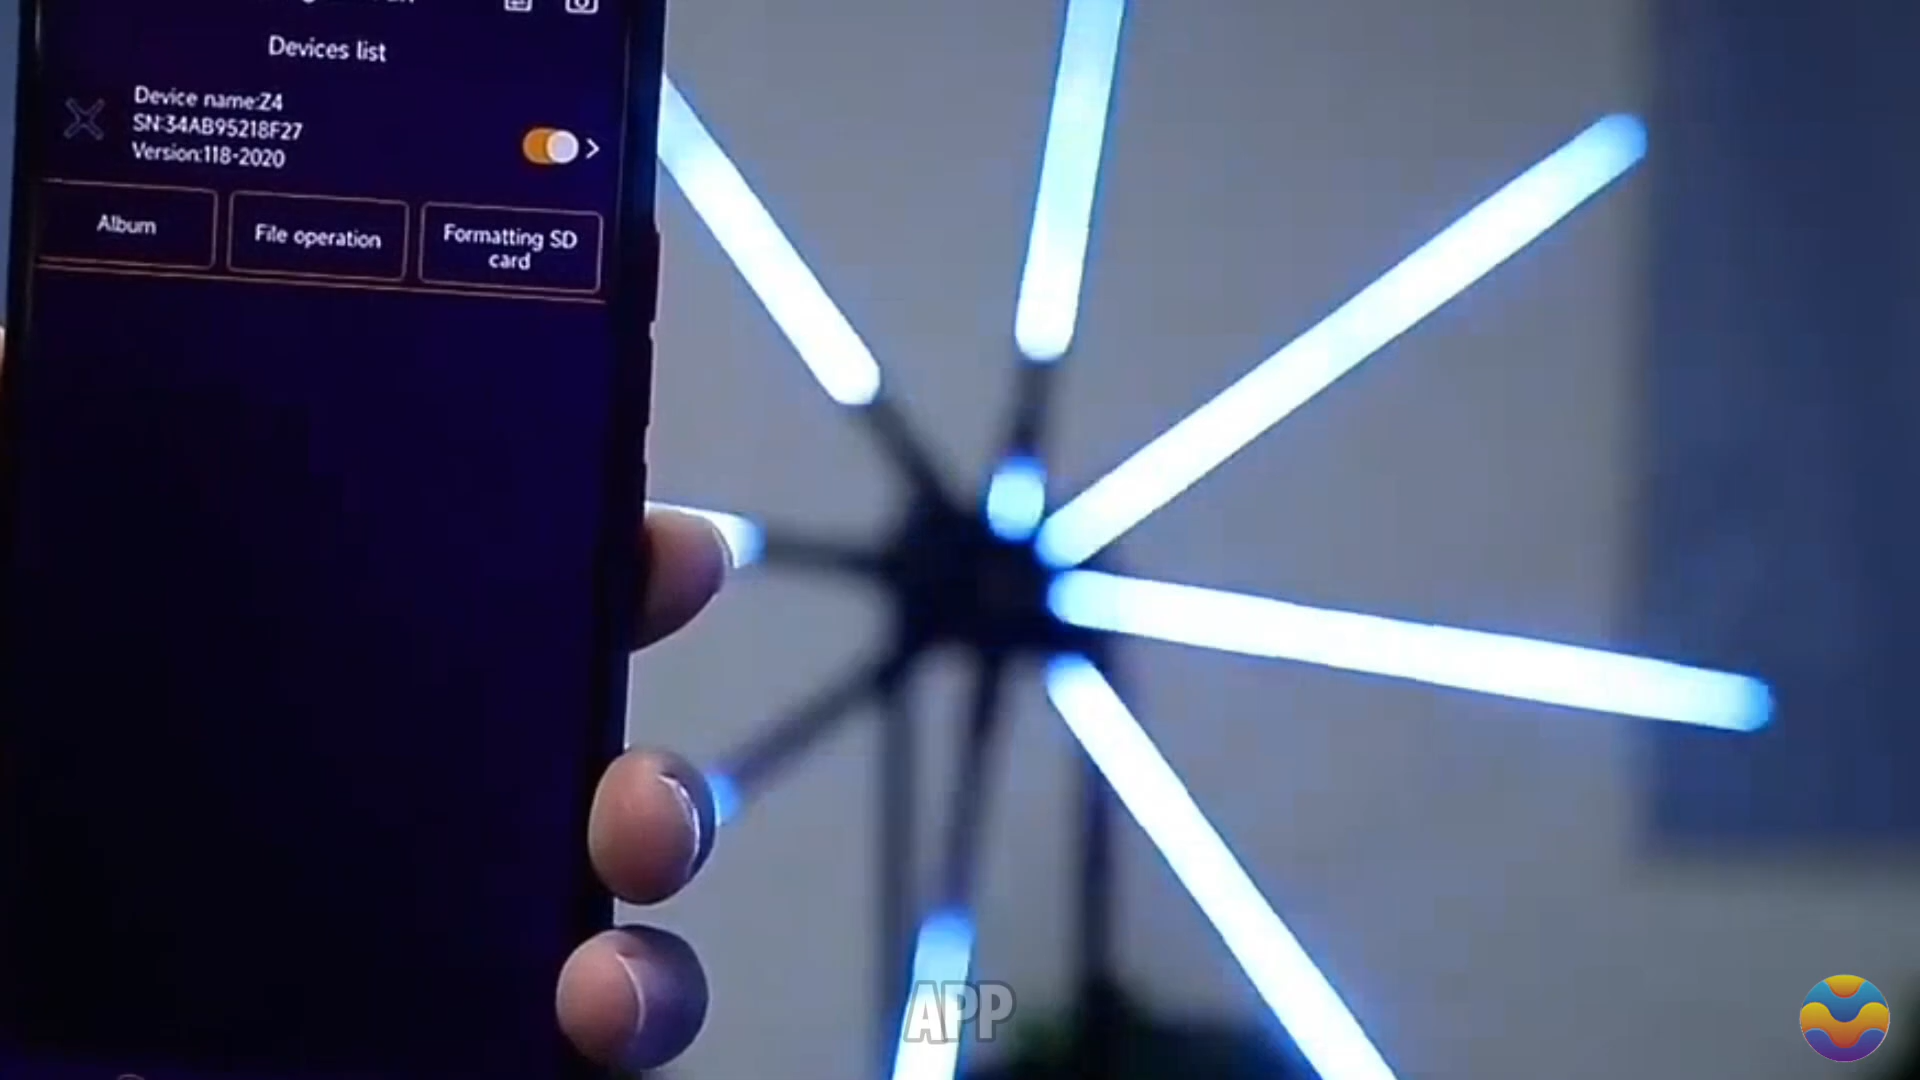 Devices list
Device name:Z4
SN:34AB95218F27
Version:118-2020
Album
File operation
Formatting SD
card
APP